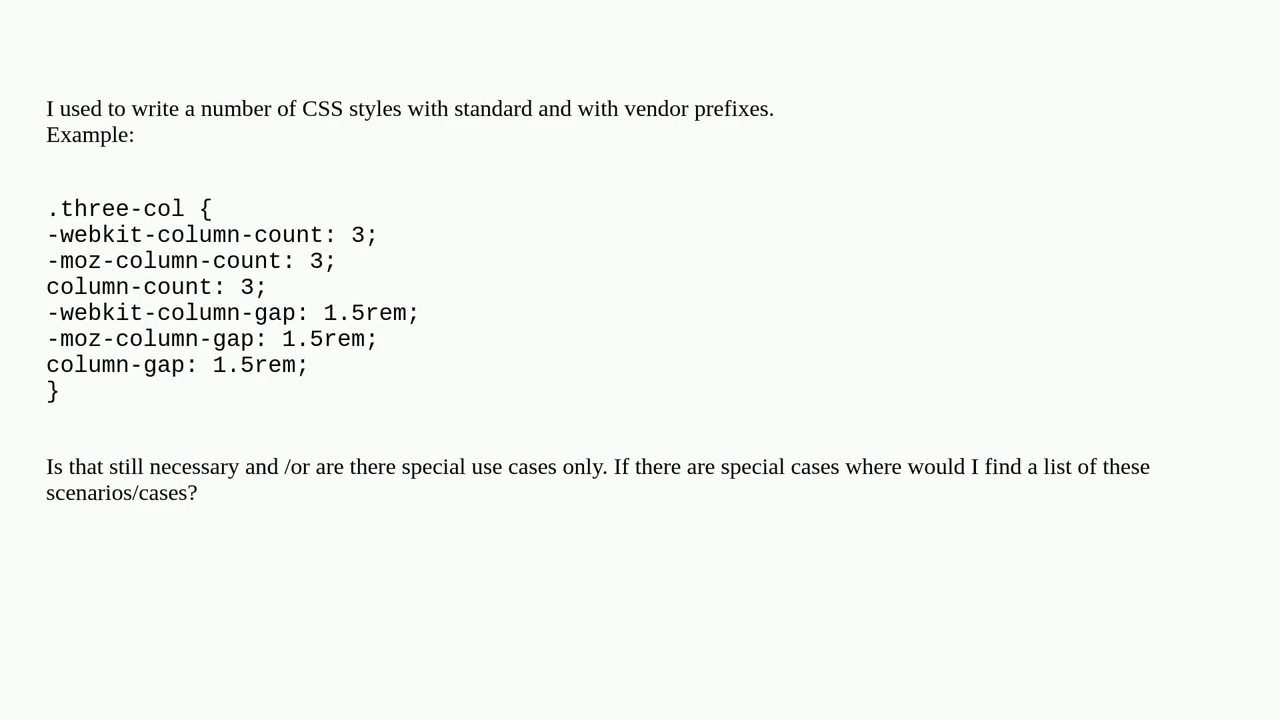 I used to write a number of CSS styles with standard and with vendor prefixes.
Example:
.three-col {
-webkit-column-count: 3;
-moz-column-count: 3;
column-count: 3;
-webkit-column-gap: 1.5rem;
-moz-column-gap: 1.5rem;
column-gap: 1.5rem;
}
Is that still necessary and /or are there special use cases only. If there are special cases where would I find a list of these
scenarios/cases?